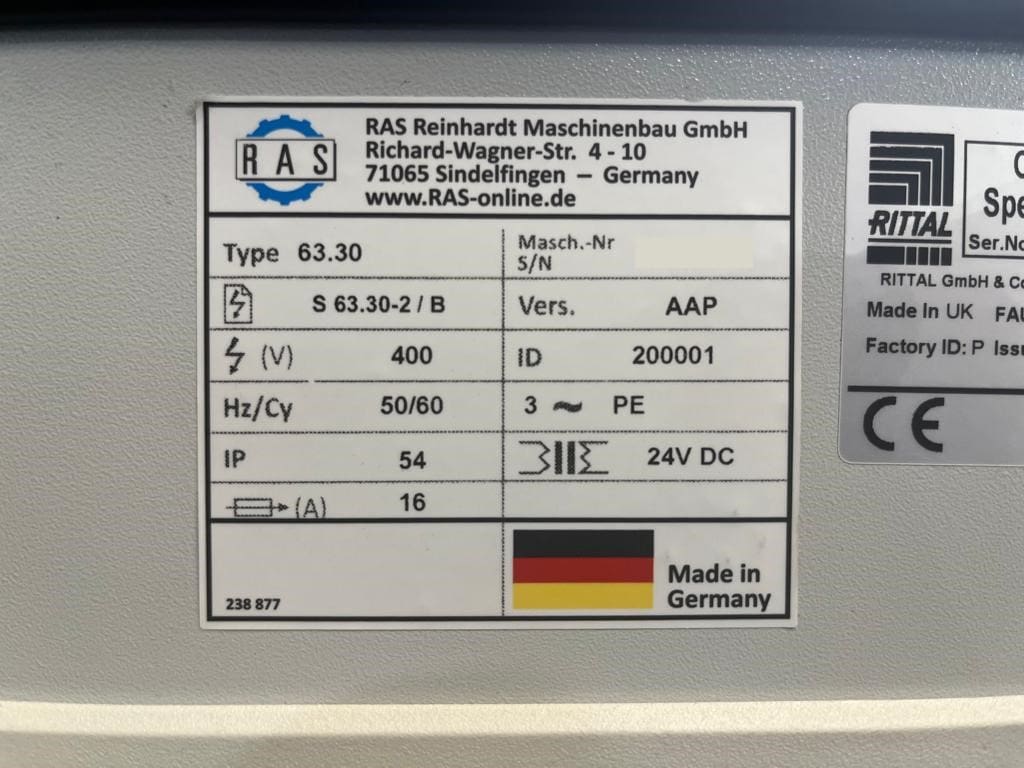 RAS
RAS Reinhardt Maschinenbau GmbH
Richard-Wagner-Str. 4 - 10
71065 Sindelfingen – Germany
www.RAS-online.de
Type 63.30
Masch.-Nr
S/N
S 63.30-2 / B
Vers. AAP
(V) 400
ID 200001
Hz/Cy 50/60
3 ~ PE
IP 54
24V DC
(A) 16
238 877
Made in
Germany
RITTAL
Ser.No
RITTAL GmbH & Co
Made In UK
Factory ID: P
CE